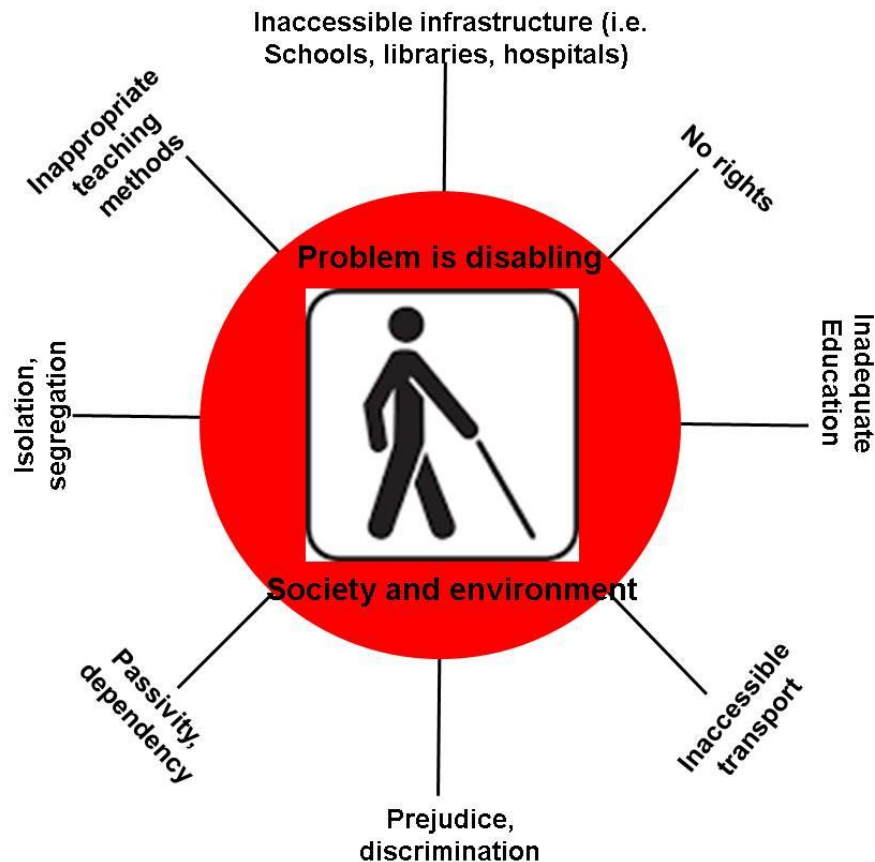 Inaccessible infrastructure (i.e.
Schools, libraries, hospitals)
Inappropriate
teaching
methods
No rights
Problem is disabling
Isolation,
segregation
Inadequate
Education
Society and environment
Passivity,
dependency
Inaccessible
transport
Prejudice,
discrimination